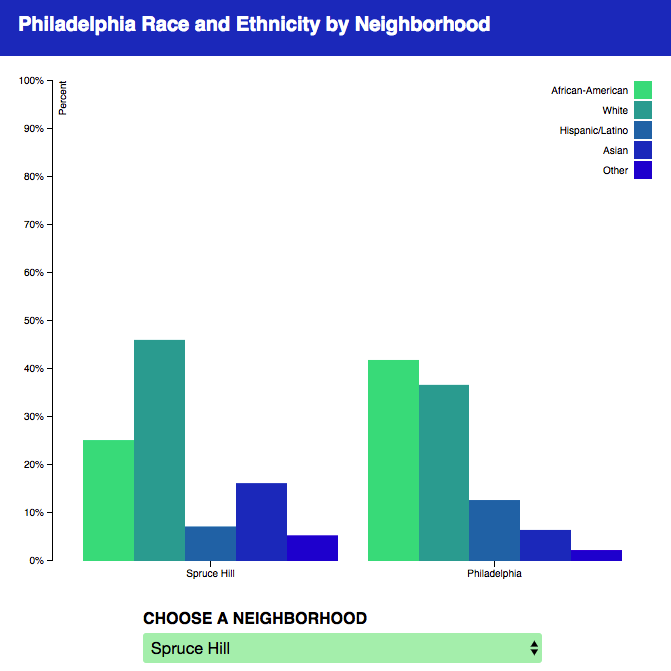 Philadelphia Race and Ethnicity by Neighborhood
100%
90%
80%
70%
60%
50%
40%
30%
20%
10%
0%
Percent
African-American
White
Hispanic/Latino
Asian
Other
Spruce Hill
Philadelphia
CHOOSE A NEIGHBORHOOD
Spruce Hill